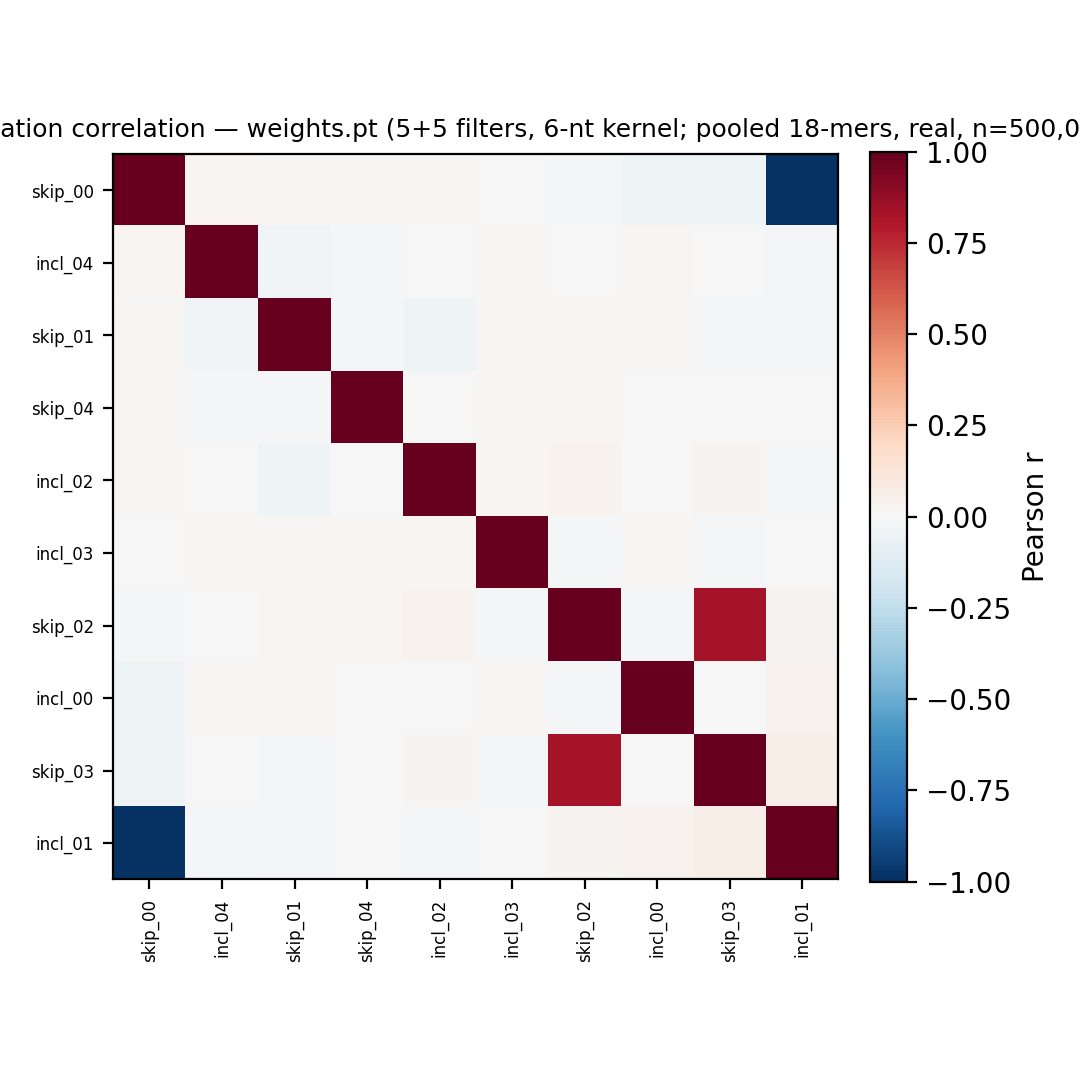 ation correlation — weights.pt (5+5 filters, 6-nt kernel; pooled 18-mers, real, n=500,0
skip_00
incl_04
skip_01
skip_04
incl_02
incl_03
skip_02
incl_00
skip_03
incl_01
skip_00
incl_04
skip_01
skip_04
incl_02
incl_03
skip_02
incl_00
skip_03
incl_01
1.00
0.75
0.50
0.25
0.00
−0.25
−0.50
−0.75
−1.00
Pearson r